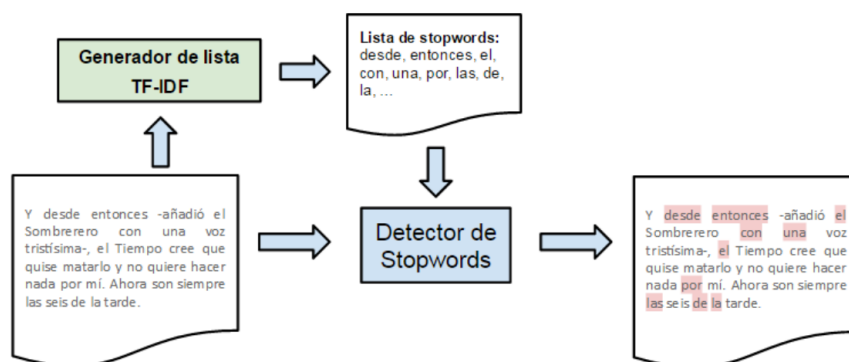 Generador de lista
TF-IDF
Lista de stopwords:
desde, entonces, el,
con, una, por, las, de,
la, ...
Y desde entonces -añadió el
Sombrerero con una voz
tristísima-, el Tiempo cree que
quise matarlo y no quiere hacer
nada por mí. Ahora son siempre
las seis de la tarde.
Detector de
Stopwords
Y desde entonces -añadió el
Sombrerero con una voz
tristísima-, el Tiempo cree que
quise matarlo y no quiere hacer
nada por mí. Ahora son siempre
las seis de la tarde.